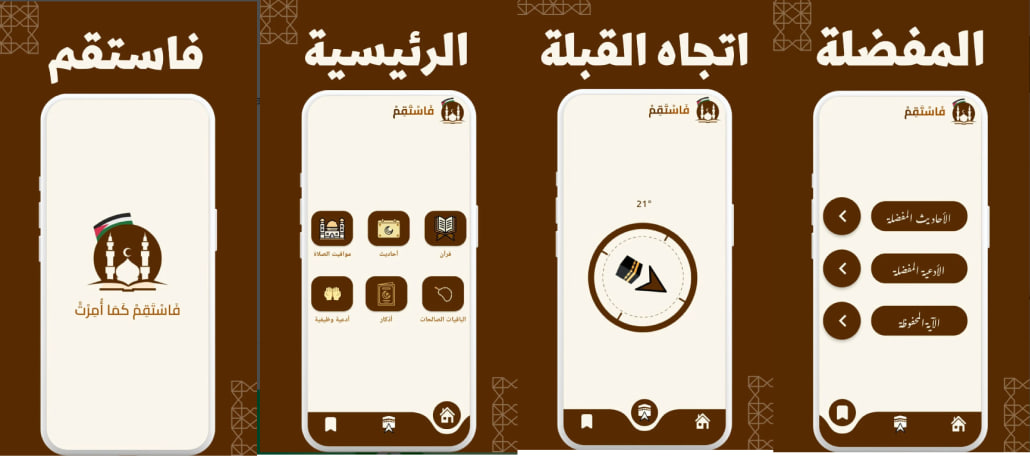 فاستقم
فَاسْتَقِمْ كَمَا أُمِرْتَ
الرئيسية
فَاسْتَقِمْ
قرآن
أحاديث
مواقيت الصلاة
الباقيات الصالحات
أذكار
أدعية وظيفية
اتجاه القبلة
فَاسْتَقِمْ
21°
المفضلة
فَاسْتَقِمْ
الأحاديث المفضلة
الأدعية المفضلة
الآية المحفوظة